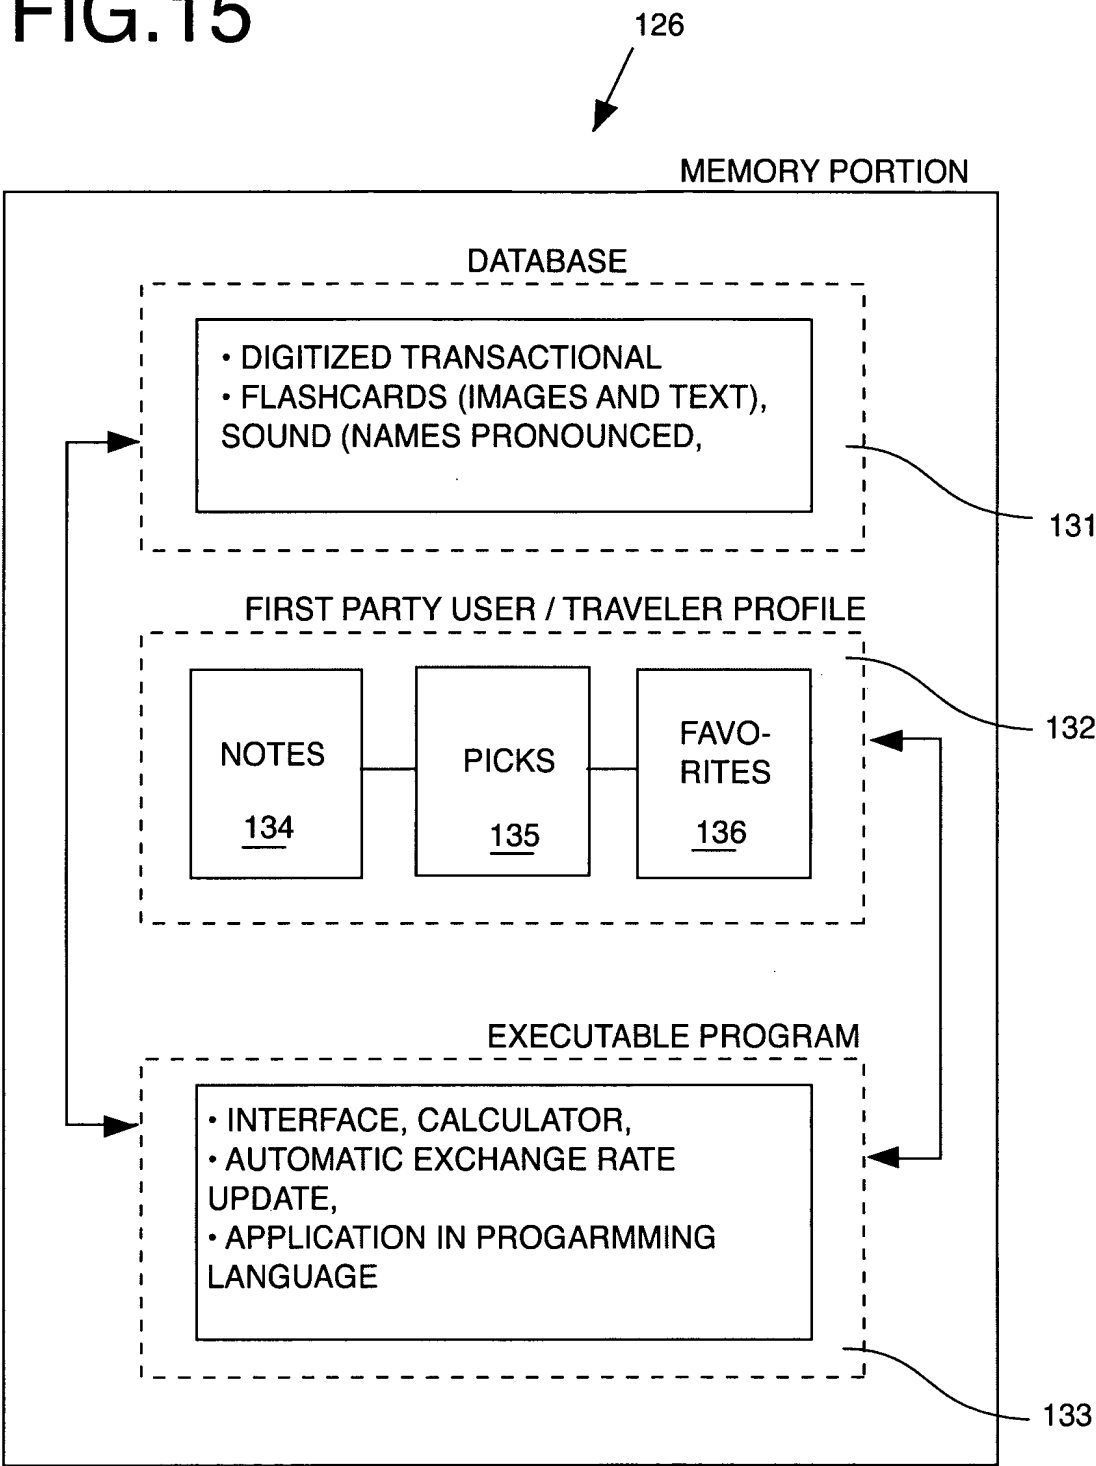 FIG.15
126
MEMORY PORTION
DATABASE
• DIGITIZED TRANSACTIONAL
• FLASHCARDS (IMAGES AND TEXT),
SOUND (NAMES PRONOUNCED,
131
FIRST PARTY USER / TRAVELER PROFILE
132
NOTES
134
PICKS
135
FAVO-
RITES
136
EXECUTABLE PROGRAM
• INTERFACE, CALCULATOR,
• AUTOMATIC EXCHANGE RATE
UPDATE,
• APPLICATION IN PROGARMMING
LANGUAGE
133